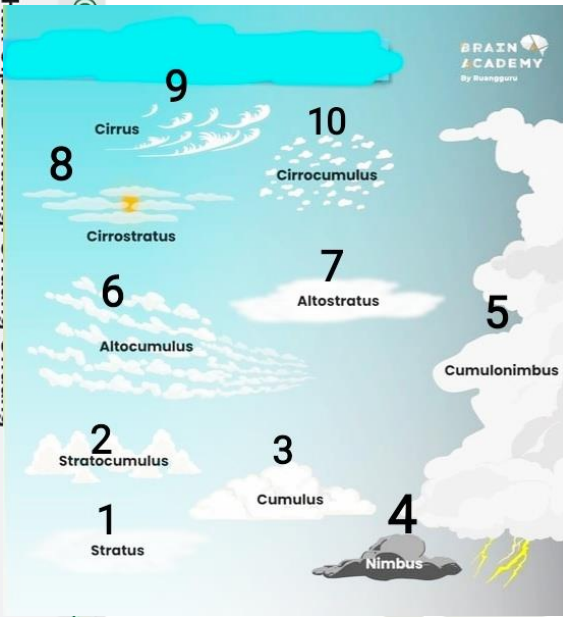 BRAIN
ACADEMY
By Ruangguru
9
Cirrus
10
Cirrocumulus
8
Cirrostratus
7
Altostratus
6
Altocumulus
5
Cumulonimbus
2
Stratocumulus
3
Cumulus
1
Stratus
4
Nimbus